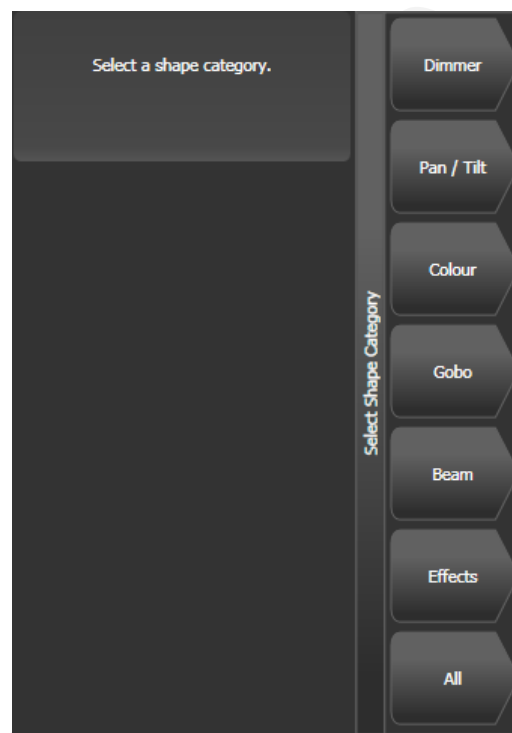 Select a shape category.
Select Shape Category
Dimmer
Pan / Tilt
Colour
Gobo
Beam
Effects
All